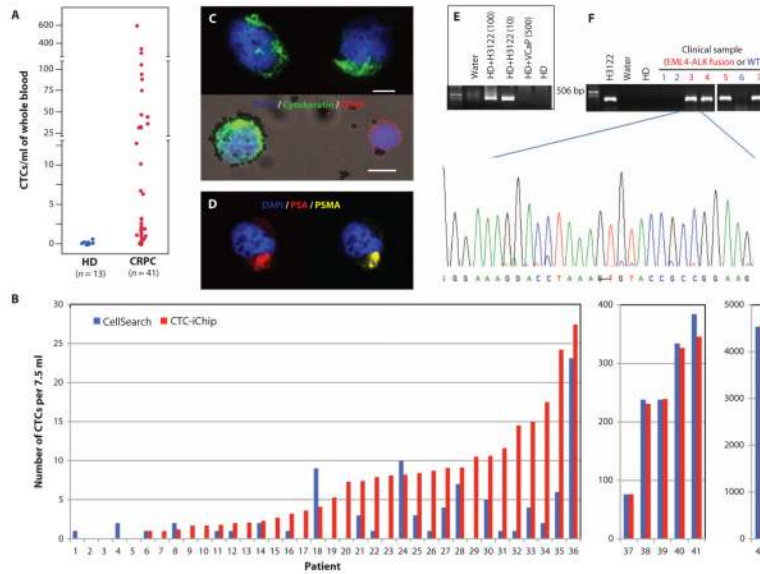 A
CTCs/ml of whole blood
600
400
200
100
75
50
25
10
5
0
HD
(n = 13)
CRPC
(n = 41)
C
/ Cytokeratin /
D
DAPI / PSA / PSMA
E
Water
HD+H3122 (100)
HD+H3122 (10)
HD+VCaP (500)
HD
506 bp
F
H3122
Water
HD
Clinical sample
(EML4-ALK fusion or WT
1 2 3 4 5 6 7
G G A A A G G A C C T A A A G T G T A C C G C C G G A A G
B
Number of CTCs per 7.5 ml
30
25
20
15
10
5
0
CellSearch CTC-iChip
1 2 3 4 5 6 7 8 9 10 11 12 13 14 15 16 17 18 19 20 21 22 23 24 25 26 27 28 29 30 31 32 33 34 35 36
Patient
400
300
200
100
0
37 38 39 40 41
5000
4000
3000
2000
1000
0
4